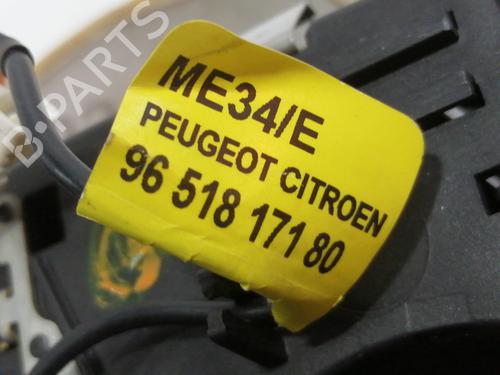 B-PARTS
ME34/E
PEUGEOT CITROEN
96 518 171 80